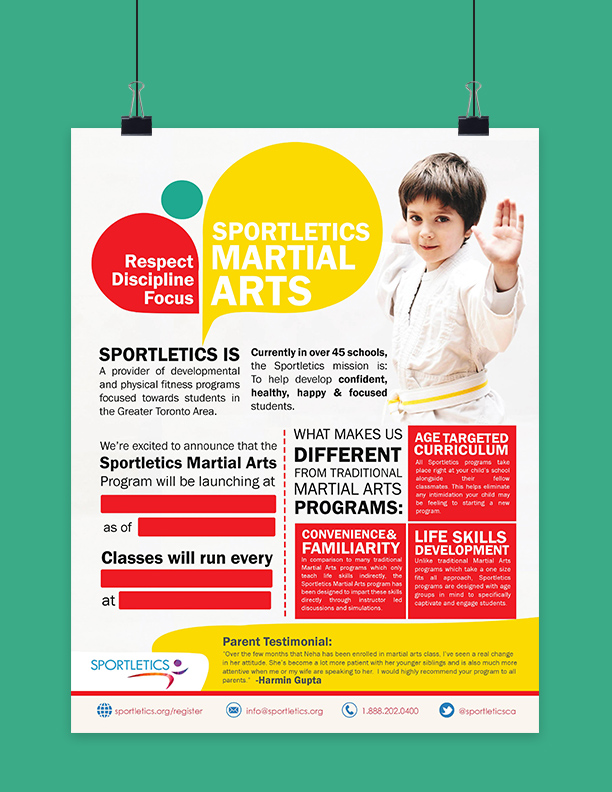 Respect
Discipline
Focus
SPORTLETICS
MARTIAL
ARTS
SPORTLETICS IS
A provider of developmental
and physical fitness programs
focused towards students in
the Greater Toronto Area.
Currently in over 45 schools,
the Sportletics mission is:
To help develop confident,
healthy, happy & focused
students.
We're excited to announce that the
Sportletics Martial Arts
Program will be launching at
as of
Classes will run every
at
WHAT MAKES US
DIFFERENT
FROM TRADITIONAL
MARTIAL ARTS
PROGRAMS:
AGE TARGETED
CURRICULUM
All Sportletics programs take
place right at your child's school
alongside their fellow
classmates. This helps eliminate
any intimidation your child may
be feeling to starting a new
program.
CONVENIENCE &
FAMILIARITY
In comparison to many traditional
Martial Arts programs which only
teach life skills indirectly, the
Sportletics Martial Arts program has
been designed to impart these skills
directly through instructor led
discussions and simulations.
LIFE SKILLS
DEVELOPMENT
Unlike traditional Martial Arts
programs which take a one size
fits all approach, Sportletics
programs are designed with age
groups in mind to specifically
captivate and engage students.
Parent Testimonial:
"Over the few months that Neha has been enrolled in martial arts class, I've seen a real change
in her attitude. She's become a lot more patient with her younger siblings and is also much more
attentive when me or my wife are speaking to her. I would highly recommend your program to all
parents." -Harmin Gupta
SPORTLETICS
sportletics.org/register
info@sportletics.org
1.888.202.0400
@sportleticsca